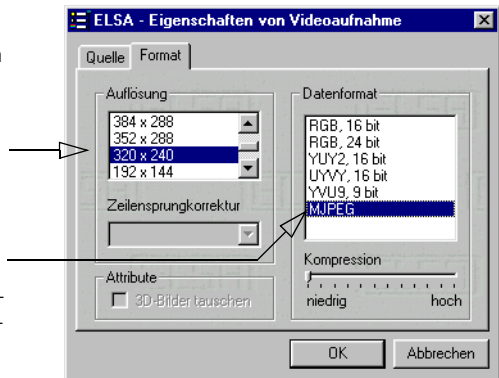 ELSA - Eigenschaften von Videoaufnahme
Quelle Format
Auflösung
384 x 288
352 x 288
320 x 240
192 x 144
Zeilensprungkorrektur
Attribute
3D-Bilder tauschen
Datenformat
RGB, 16 bit
RGB, 24 bit
YUY2, 16 bit
UYVY, 16 bit
YVU9, 9 bit
MJPEG
Kompression
niedrig hoch
OK Abbrechen